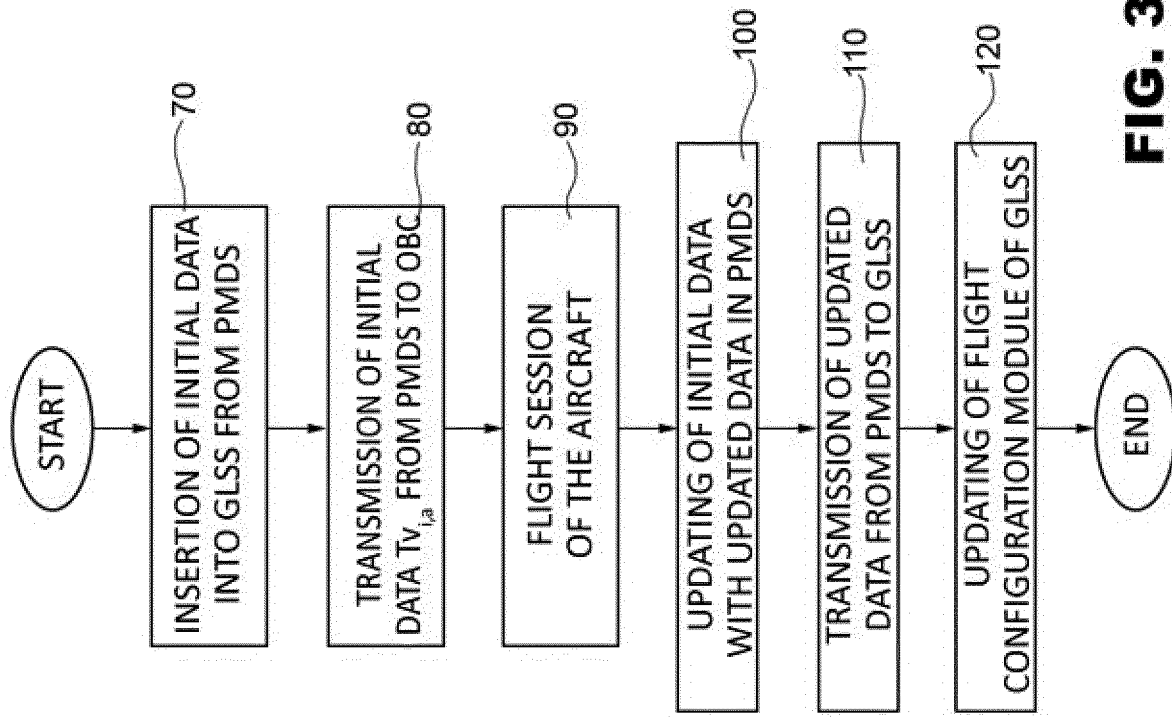 START
70
INSERTION OF INITIAL DATA
INTO GLSS FROM PMDS
80
TRANSMISSION OF INITIAL
DATA Tv i,a FROM PMDS TO OBC
90
FLIGHT SESSION
OF THE AIRCRAFT
100
UPDATING OF INITIAL DATA
WITH UPDATED DATA IN PMDS
110
TRANSMISSION OF UPDATED
DATA FROM PMDS TO GLSS
120
UPDATING OF FLIGHT
CONFIGURATION MODULE OF GLSS
END
FIG. 3